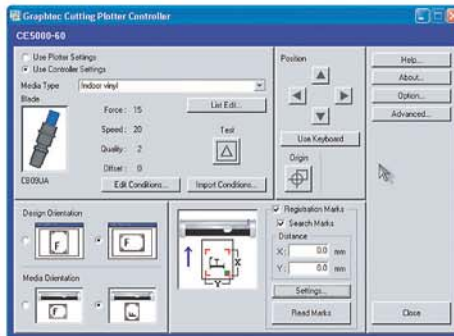 Graphtec Cutting Plotter Controller
CE5000-60
Use Plotter Settings
Use Controller Settings
Media Type Indoor vinyl
Blade
Force : 15
Speed : 20
Quality : 2
Offset : 0
CB09UA
List Edit...
Test
Edit Conditions...
Import Conditions...
Position
Use Keyboard
Origin
Help...
About...
Option...
Advanced...
Design Orientation
F
F
Media Orientation
F
F
X
Y
Registration Marks
Search Marks
Distance
X : 0.0 mm
Y : 0.0 mm
Settings...
Read Marks
Close